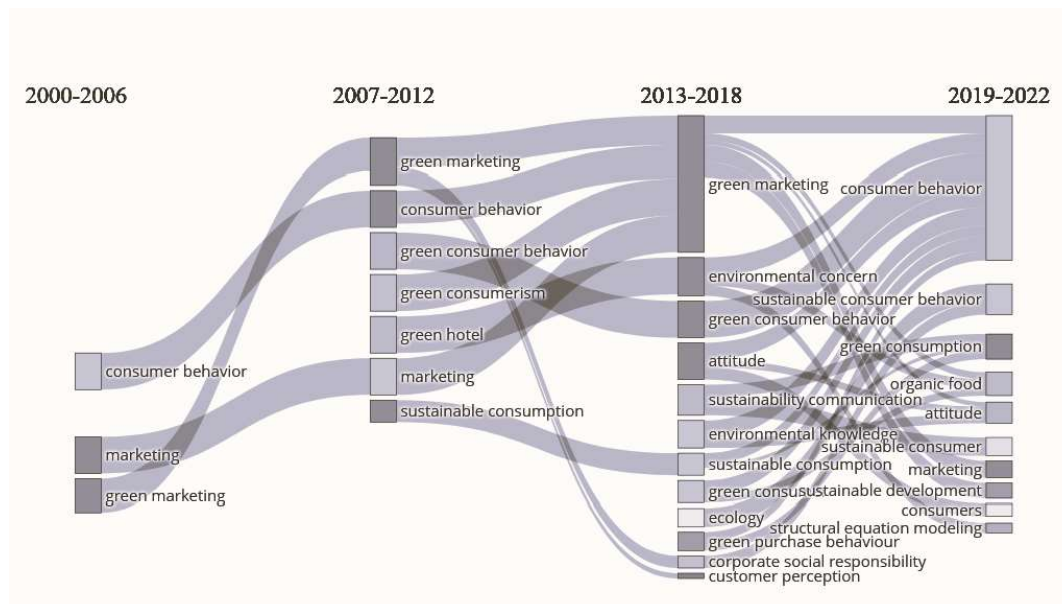 2000-2006
2007-2012
2013-2018
2019-2022
consumer behavior
marketing
green marketing
green marketing
consumer behavior
green consumer behavior
green consumerism
green hotel
marketing
sustainable consumption
green marketing
environmental concern
green consumer behavior
attitude
sustainability communication
environmental knowledge
sustainable consumption
green consu
ecology
green purchase behaviour
corporate social responsibility
customer perception
consumer behavior
sustainable consumer behavior
green consumption
organic food
attitude
sustainable consumer
marketing
sustainable development
consumers
structural equation modeling